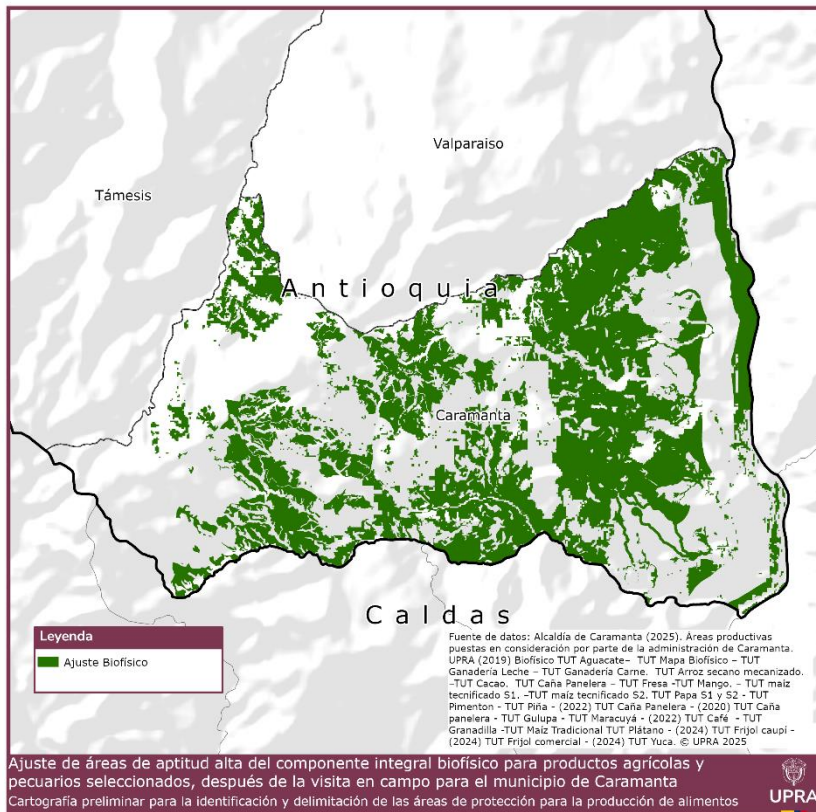 Valparaiso
Támesis
Antioquia
Caramanta
Caldas
Leyenda
Ajuste Biofísico
Fuente de datos: Alcaldía de Caramanta (2025). Áreas productivas
puestas en consideración por parte de la administración de Caramanta.
UPRA (2019) Biofísico TUT Aguacate– TUT Mapa Biofísico – TUT
Ganadería Leche – TUT Ganadería Carne. TUT Arroz secano mecanizado.
–TUT Cacao. TUT Caña Panelera – TUT Fresa -TUT Mango. – TUT maíz
tecnificado S1. –TUT maíz tecnificado S2. TUT Papa S1 y S2 - TUT
Pimenton - TUT Piña - (2022) TUT Caña Panelera - (2020) TUT Caña
panelera - TUT Gulupa - TUT Maracuyá - (2022) TUT Café - TUT
Granadilla -TUT Maíz Tradicional TUT Plátano - (2024) TUT Frijol caupi -
(2024) TUT Frijol comercial - (2024) TUT Yuca. © UPRA 2025
Ajuste de áreas de aptitud alta del componente integral biofísico para productos agrícolas y
pecuarios seleccionados, después de la visita en campo para el municipio de Caramanta
Cartografía preliminar para la identificación y delimitación de las áreas de protección para la producción de alimentos
UPRA